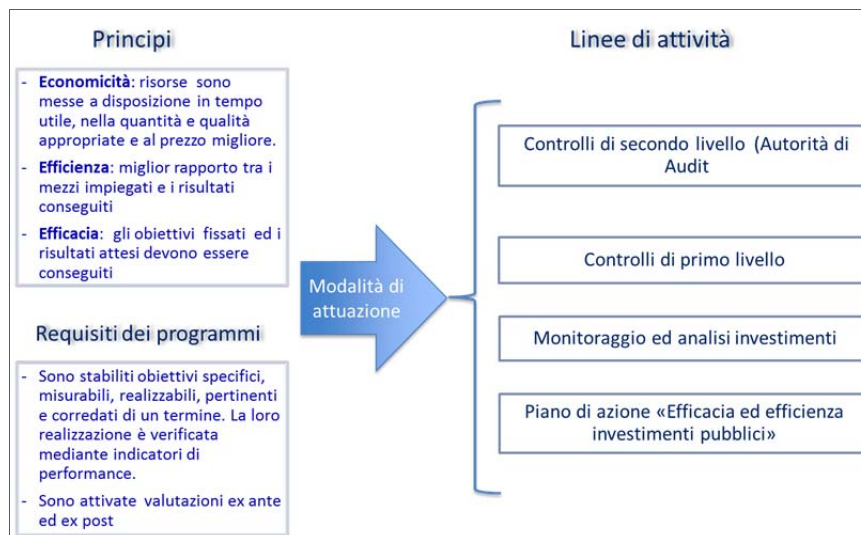 Principi
- Economicità: risorse sono
messe a disposizione in tempo
utile, nella quantità e qualità
appropriate e al prezzo migliore.
- Efficienza: miglior rapporto tra i
mezzi impiegati e i risultati
conseguiti
- Efficacia: gli obiettivi fissati ed i
risultati attesi devono essere
conseguiti
Requisiti dei programmi
- Sono stabiliti obiettivi specifici,
misurabili, realizzabili, pertinenti
e corredati di un termine. La loro
realizzazione è verificata
mediante indicatori di
performance.
- Sono attivate valutazioni ex ante
ed ex post
Modalità di
attuazione
Linee di attività
Controlli di secondo livello (Autorità di
Audit
Controlli di primo livello
Monitoraggio ed analisi investimenti
Piano di azione «Efficacia ed efficienza
investimenti pubblici»